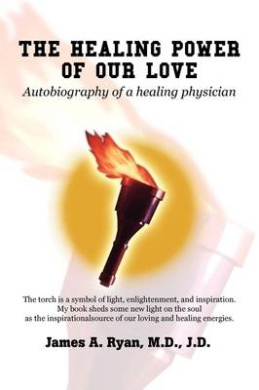 THE HEALING POWER
OF OUR LOVE
Autobiography of a healing physician
The torch is a symbol of light, enlightenment, and inspiration.
My book sheds some new light on the soul
as the inspirationalsource of our loving and healing energies.
James A. Ryan, M.D., J.D.